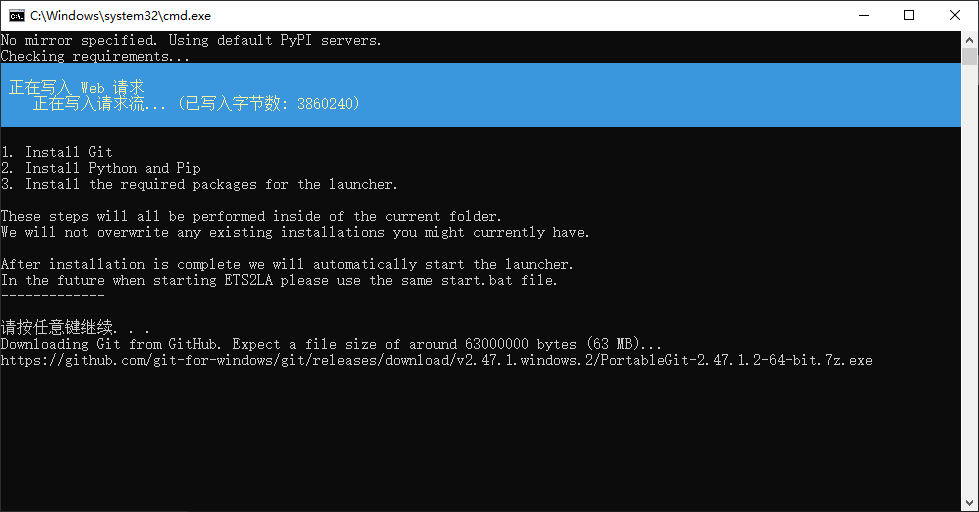 C:\Windows\system32\cmd.exe
No mirror specified. Using default PyPI servers.
Checking requirements...
正在写入 Web 请求
正在写入请求流... (已写入字节数: 3860240)
1. Install Git
2. Install Python and Pip
3. Install the required packages for the launcher.
These steps will all be performed inside of the current folder.
We will not overwrite any existing installations you might currently have.
After installation is complete we will automatically start the launcher.
In the future when starting ETS2LA please use the same start.bat file.
-------------
请按任意键继续. . .
Downloading Git from GitHub. Expect a file size of around 63000000 bytes (63 MB)...
https://github.com/git-for-windows/git/releases/download/v2.47.1.windows.2/PortableGit-2.47.1.2-64-bit.7z.exe